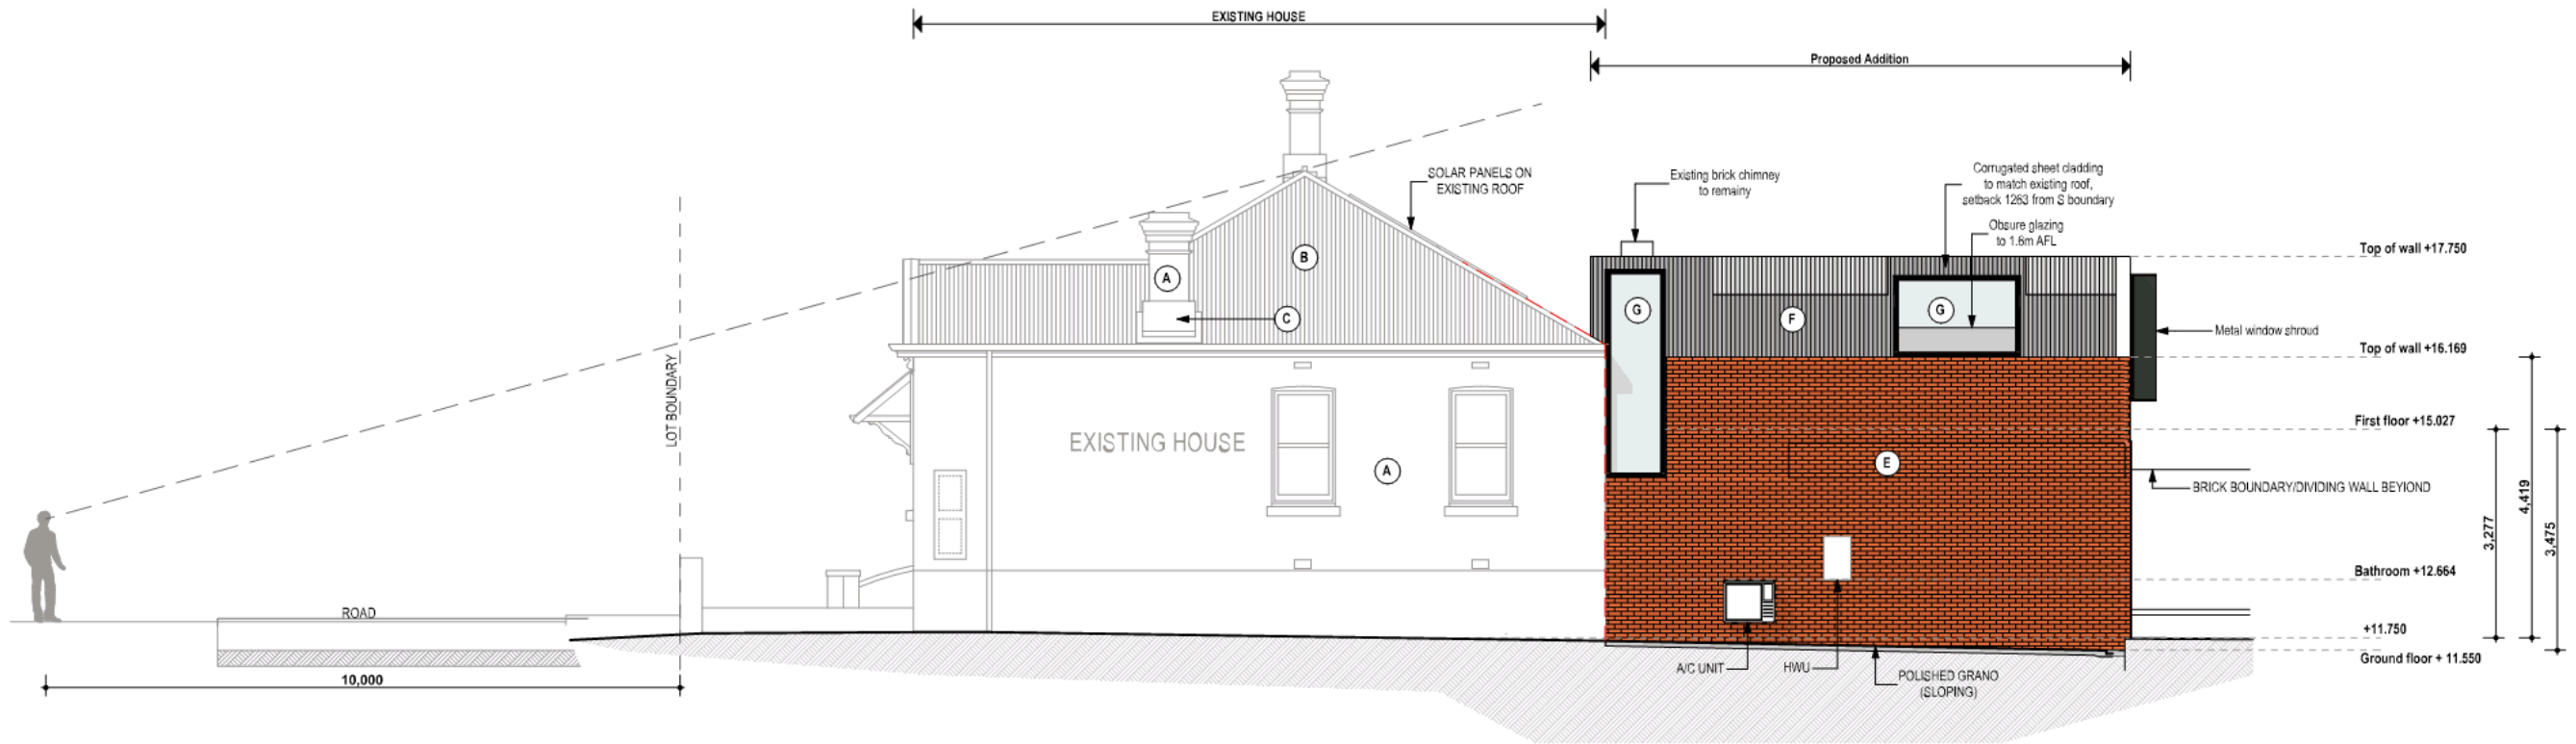 EXISTING HOUSE
Proposed Addition
SOLAR PANELS ON
EXISTING ROOF
Existing brick chimney
to remainy
Corrugated sheet cladding
to match existing roof,
setback 1263 from S boundary
Obsure glazing
to 1.6m AFL
Top of wall +17.750
A
B
C
G
F
G
Metal window shroud
Top of wall +16.169
LOT BOUNDARY
EXISTING HOUSE
A
First floor +15.027
E
BRICK BOUNDARY/DIVIDING WALL BEYIOND
3,277
4,419
3,475
Bathroom +12.664
ROAD
+11.750
Ground floor + 11.550
A/C UNIT
HWU
POLISHED GRANO
(SLOPING)
10,000